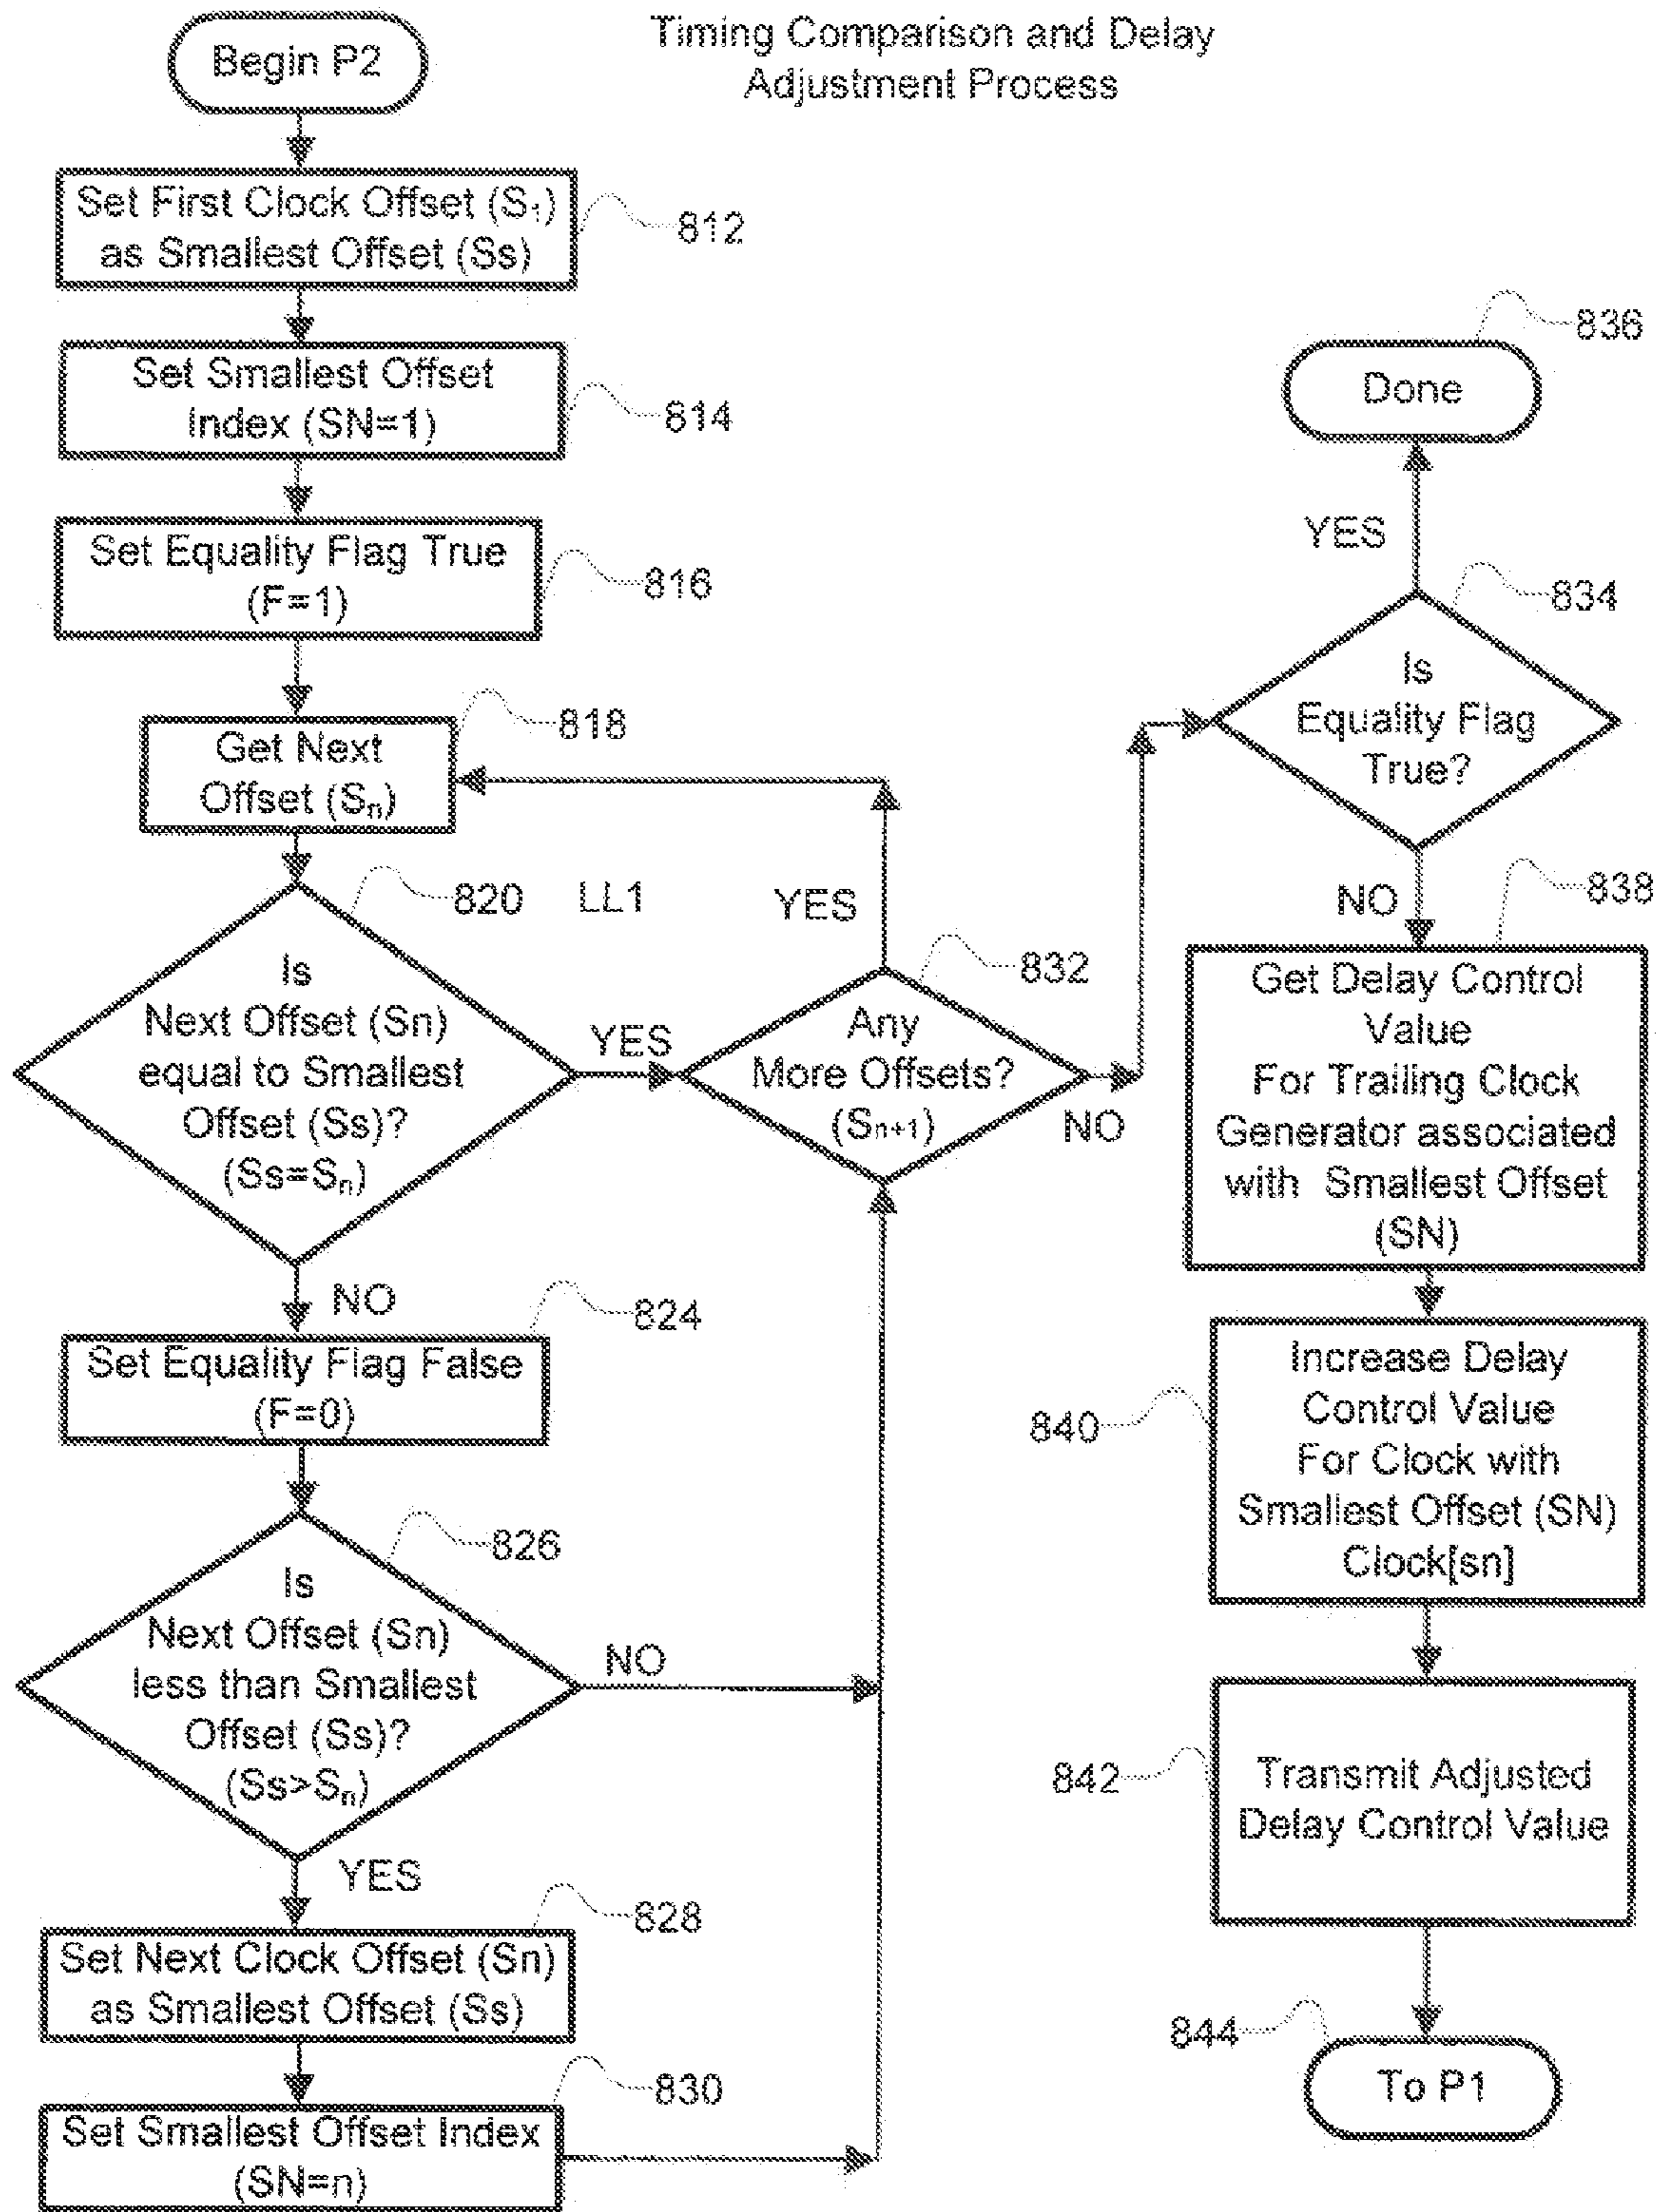 Timing Comparison and Delay
Adjustment Process
Begin P2
Set First Clock Offset (S₁)
as Smallest Offset (Ss)
812
Set Smallest Offset
Index (SN=1)
814
Set Equality Flag True
(F=1)
816
Get Next
Offset (Sₙ)
818
Is
Next Offset (Sn)
equal to Smallest
Offset (Ss)?
(Ss=Sₙ)
820
LL1
YES
NO
Set Equality Flag False
(F=0)
824
Is
Next Offset (Sn)
less than Smallest
Offset (Ss)?
(Ss>Sₙ)
826
NO
YES
Set Next Clock Offset (Sn)
as Smallest Offset (Ss)
828
Set Smallest Offset Index
(SN=n)
830
Any
More Offsets?
(Sₙ₊₁)
832
YES
NO
Is
Equality Flag
True?
834
YES
Done
836
NO
Get Delay Control
Value
For Trailing Clock
Generator associated
with Smallest Offset
(SN)
838
Increase Delay
Control Value
For Clock with
Smallest Offset (SN)
Clock[sn]
840
Transmit Adjusted
Delay Control Value
842
To P1
844